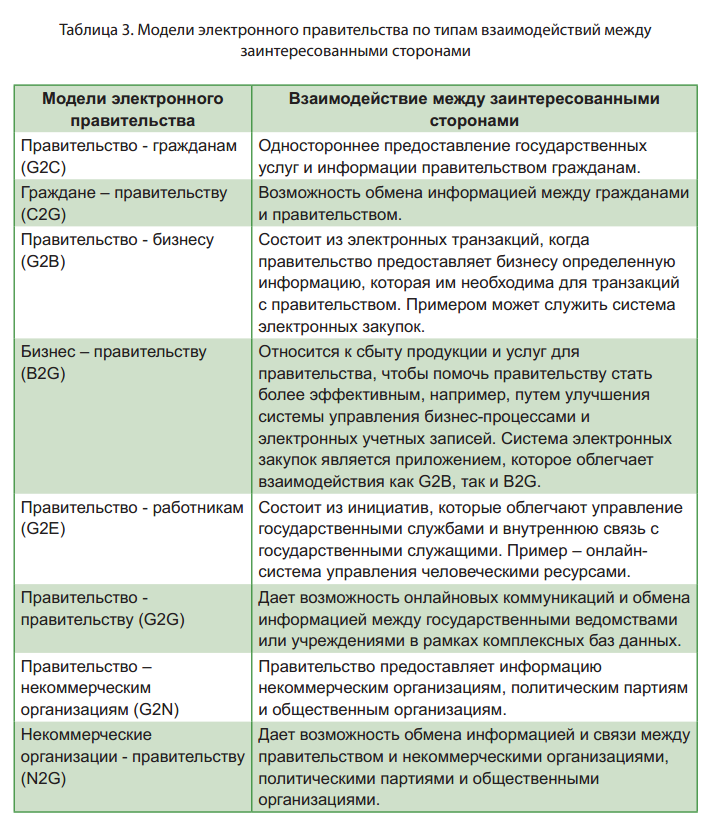 Таблица 3. Модели электронного правительства по типам взаимодействий между
заинтересованными сторонами
Модели электронного
правительства
Взаимодействие между заинтересованными
сторонами
Правительство - гражданам
(G2C)
Одностороннее предоставление государственных
услуг и информации правительством гражданам.
Граждане – правительству
(C2G)
Возможность обмена информацией между гражданами
и правительством.
Правительство - бизнесу
(G2B)
Состоит из электронных транзакций, когда
правительство предоставляет бизнесу определенную
информацию, которая им необходима для транзакций
с правительством. Примером может служить система
электронных закупок.
Бизнес – правительству
(B2G)
Относится к сбыту продукции и услуг для
правительства, чтобы помочь правительству стать
более эффективным, например, путем улучшения
системы управления бизнес-процессами и
электронных учетных записей. Система электронных
закупок является приложением, которое облегчает
взаимодействия как G2B, так и B2G.
Правительство - работникам
(G2E)
Состоит из инициатив, которые облегчают управление
государственными службами и внутреннюю связь с
государственными служащими. Пример – онлайн-
система управления человеческими ресурсами.
Правительство -
правительству (G2G)
Дает возможность онлайновых коммуникаций и обмена
информацией между государственными ведомствами
или учреждениями в рамках комплексных баз данных.
Правительство –
некоммерческим
организациям (G2N)
Правительство предоставляет информацию
некоммерческим организациям, политическим партиям
и общественным организациям.
Некоммерческие
организации - правительству
(N2G)
Дает возможность обмена информацией и связи между
правительством и некоммерческими организациями,
политическими партиями и общественными
организациями.